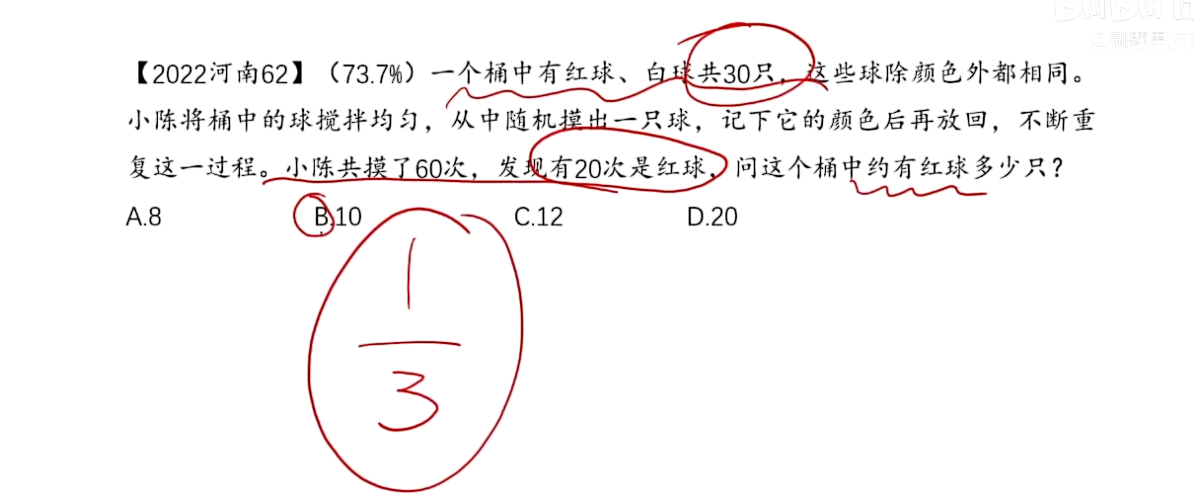 【2022河南62】（73.7%）一个桶中有红球、白球共30只，这些球除颜色外都相同。
小陈将桶中的球搅拌均匀，从中随机摸出一只球，记下它的颜色后再放回，不断重
复这一过程。小陈共摸了60次，发现有20次是红球，问这个桶中约有红球多少只？
A.8 B.10 C.12 D.20
1
3